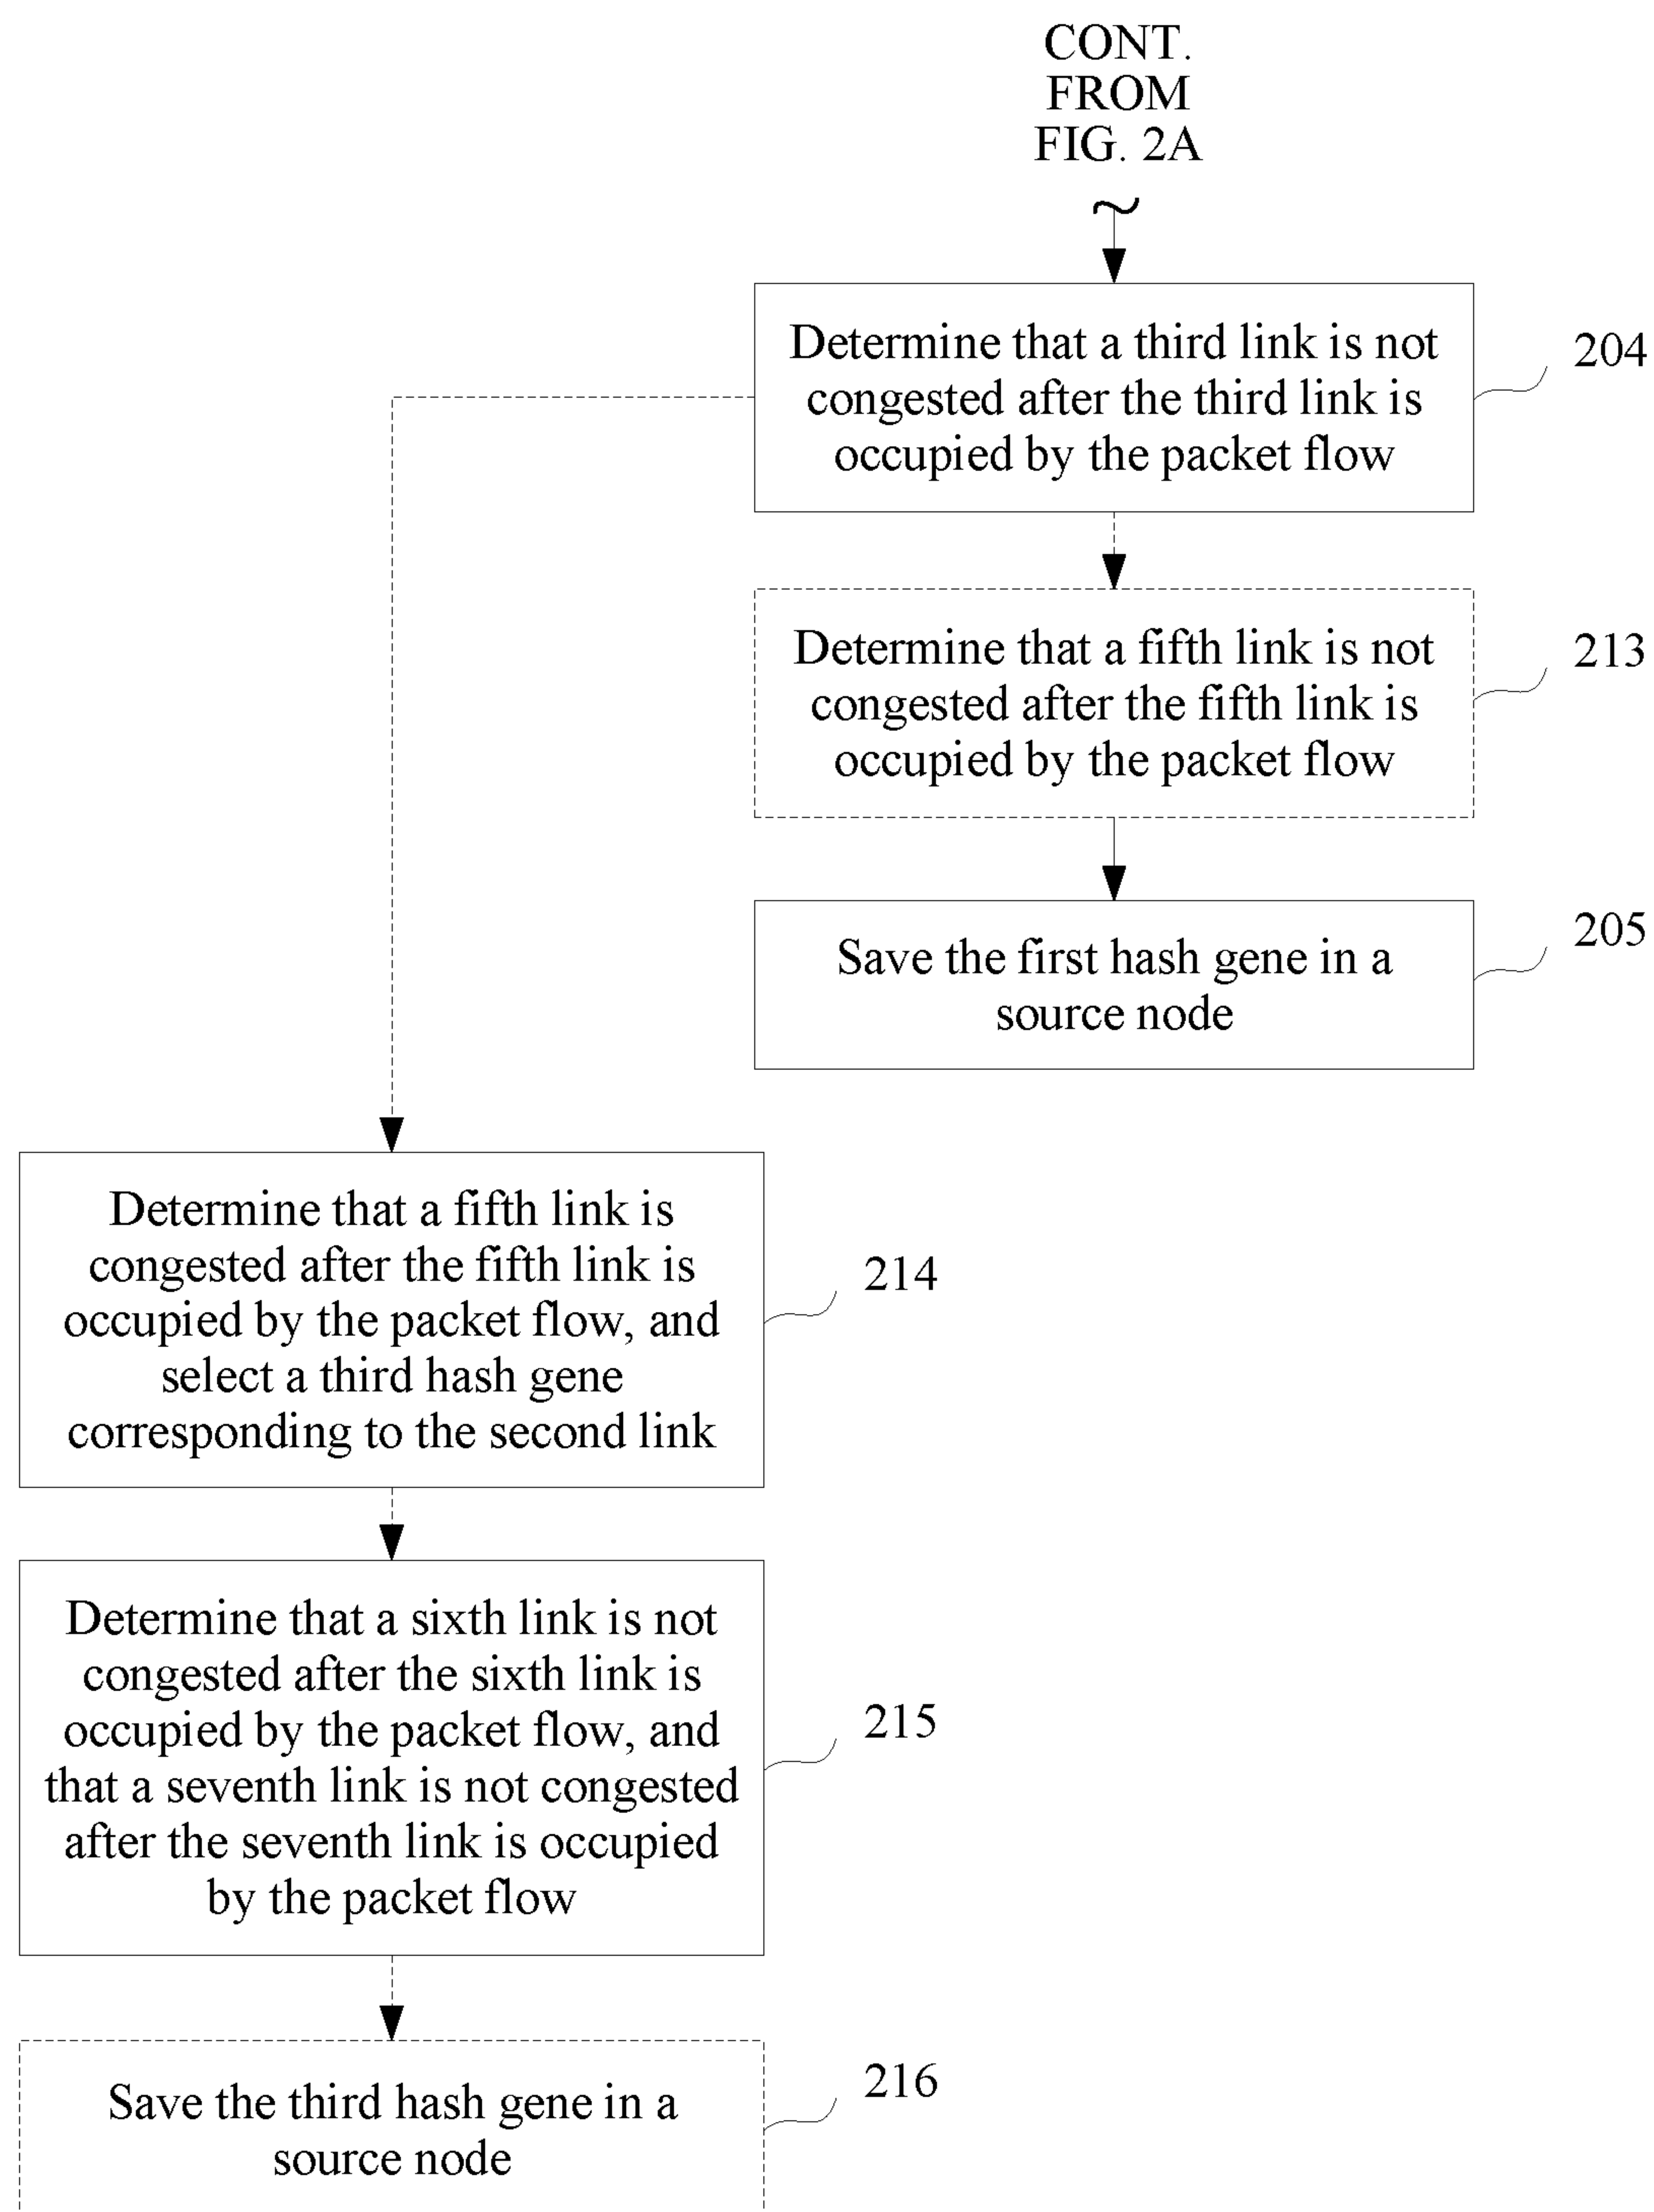 CONT.
FROM
FIG. 2A
Determine that a third link is not
congested after the third link is
occupied by the packet flow
204
Determine that a fifth link is not
congested after the fifth link is
occupied by the packet flow
213
Save the first hash gene in a
source node
205
Determine that a fifth link is
congested after the fifth link is
occupied by the packet flow, and
select a third hash gene
corresponding to the second link
214
Determine that a sixth link is not
congested after the sixth link is
occupied by the packet flow, and
that a seventh link is not congested
after the seventh link is occupied
by the packet flow
215
Save the third hash gene in a
source node
216